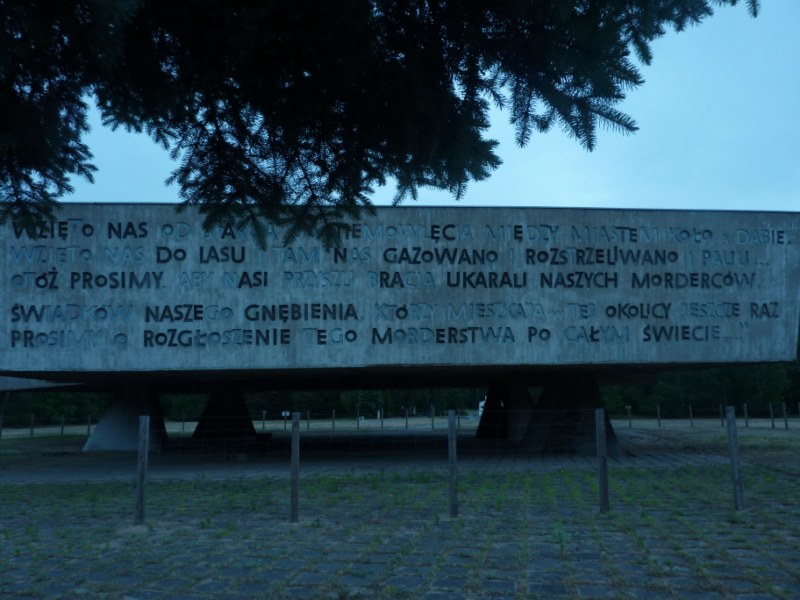 WZIĘTO NAS OD NIEMOWLĘCIA MIĘDZY MIASTEM KOŁO A DĄBIE.
WZIĘTO NAS DO LASU I TAM NAS GAZOWANO I ROZSTRZELIWANO I PALILI...
OTÓŻ PROSIMY, ABY NASI PRZYSZLI BRACIA UKARALI NASZYCH MORDERCÓW.
ŚWIADKÓW NASZEGO GNĘBIENIA, KTÓRZY MIESZKAJĄ W TEJ OKOLICY JESZCZE RAZ
PROSIMY O ROZGŁOSZENIE TEGO MORDERSTWA PO CAŁYM ŚWIECIE..."